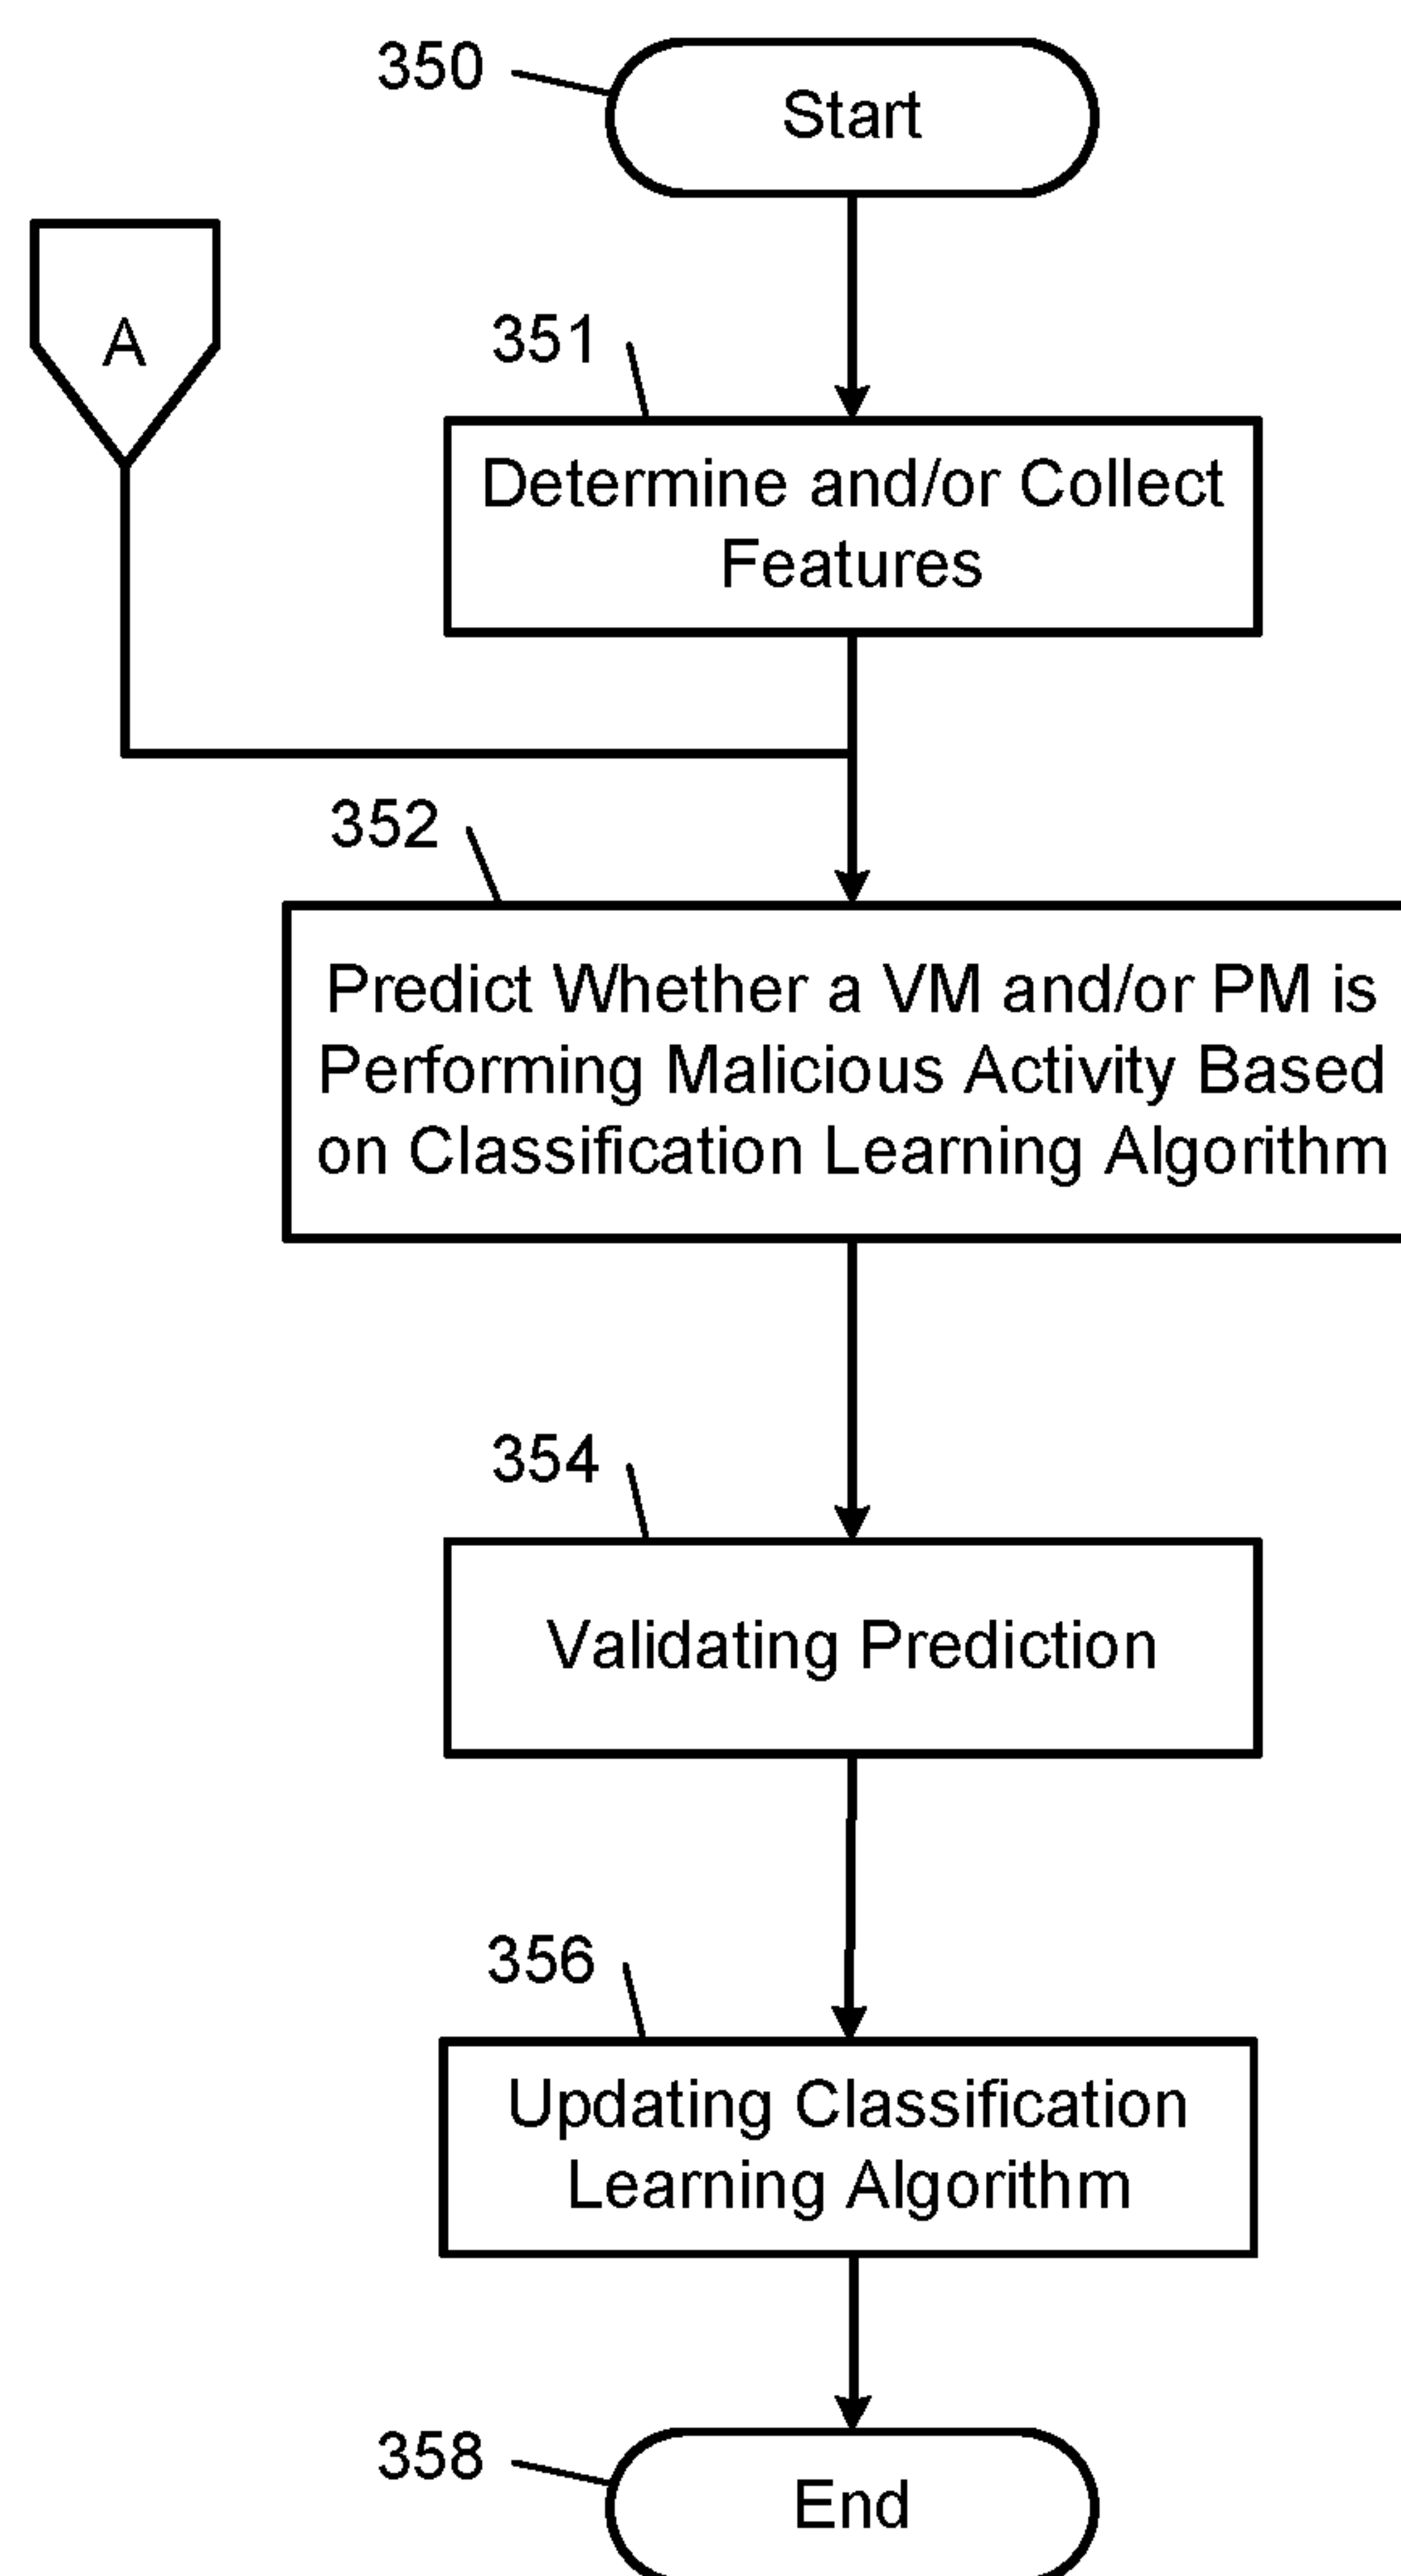 350
Start
A
351
Determine and/or Collect
Features
352
Predict Whether a VM and/or PM is
Performing Malicious Activity Based
on Classification Learning Algorithm
354
Validating Prediction
356
Updating Classification
Learning Algorithm
358
End